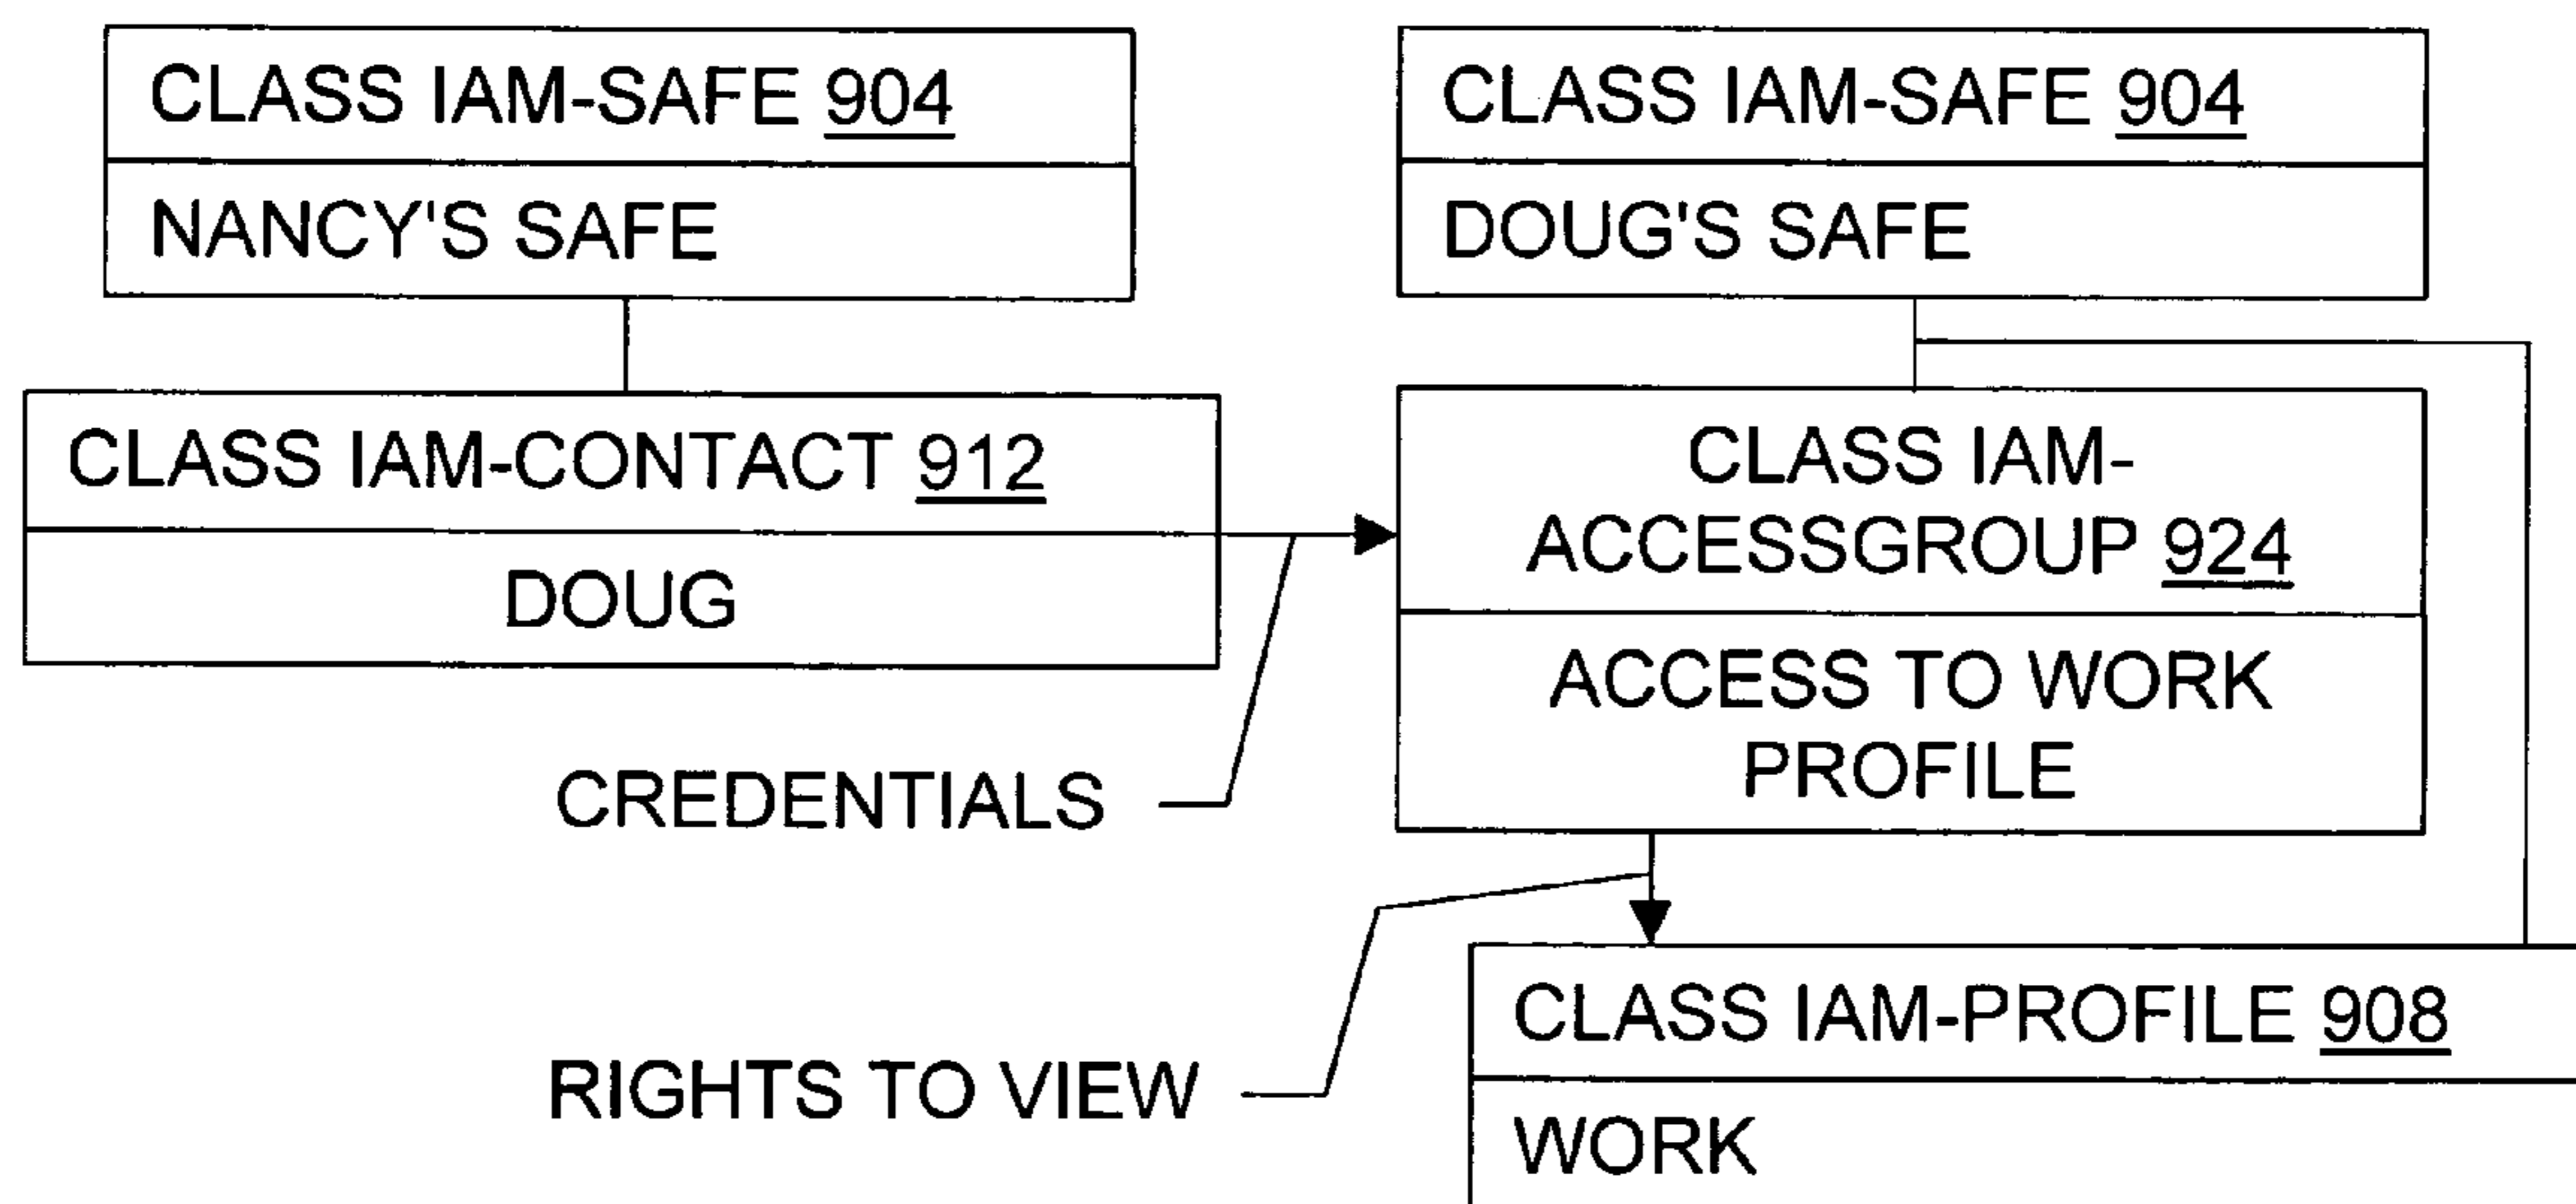 CLASS IAM-SAFE 904
NANCY'S SAFE
CLASS IAM-SAFE 904
DOUG'S SAFE
CLASS IAM-CONTACT 912
DOUG
CLASS IAM-
ACCESSGROUP 924
ACCESS TO WORK
PROFILE
CREDENTIALS
RIGHTS TO VIEW
CLASS IAM-PROFILE 908
WORK